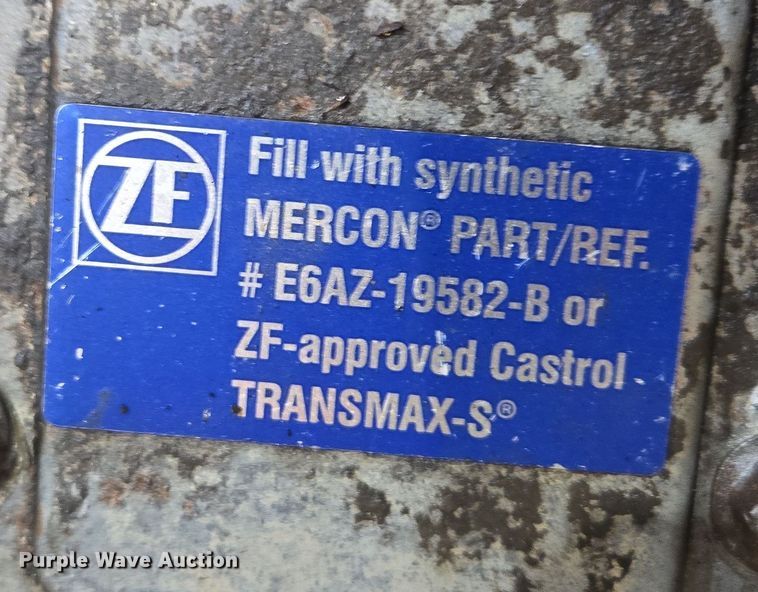 ZF
Fill with synthetic
MERCON® PART/REF.
# E6AZ-19582-B or
ZF-approved Castrol
TRANSMAX-S®
Purple Wave Auction